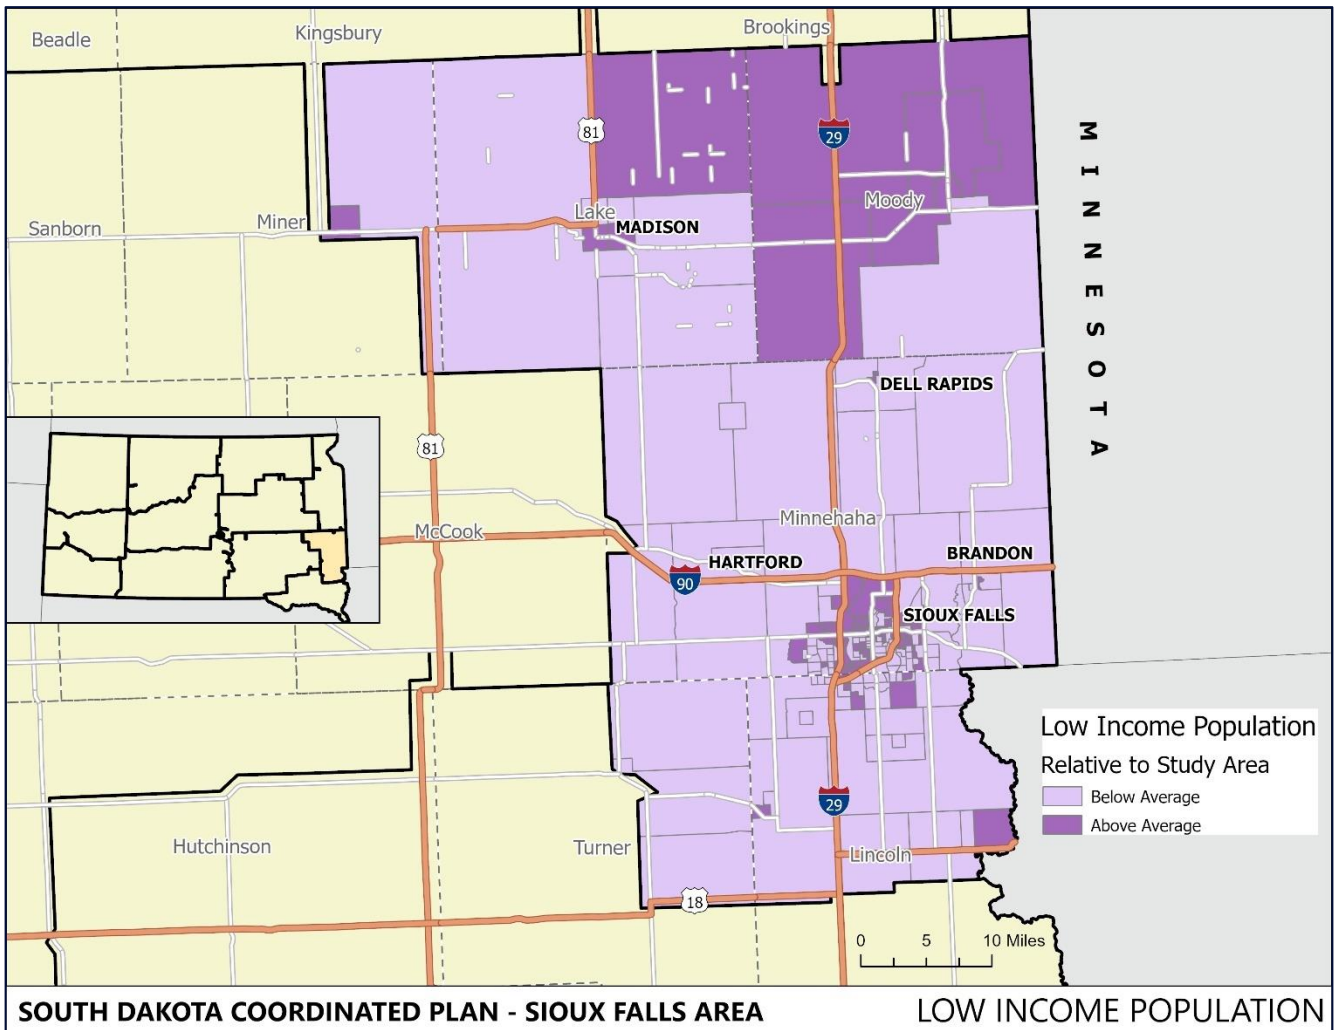 Beadle
Kingsbury
Brookings
81
29
MINNESOTA
Sanborn
Miner
Lake
MADISON
Moody
DELL RAPIDS
81
McCook
Minnehaha
HARTFORD
BRANDON
90
SIOUX FALLS
Low Income Population
Relative to Study Area
Below Average
Above Average
29
Hutchinson
Turner
Lincoln
18
0 5 10 Miles
SOUTH DAKOTA COORDINATED PLAN - SIOUX FALLS AREA
LOW INCOME POPULATION